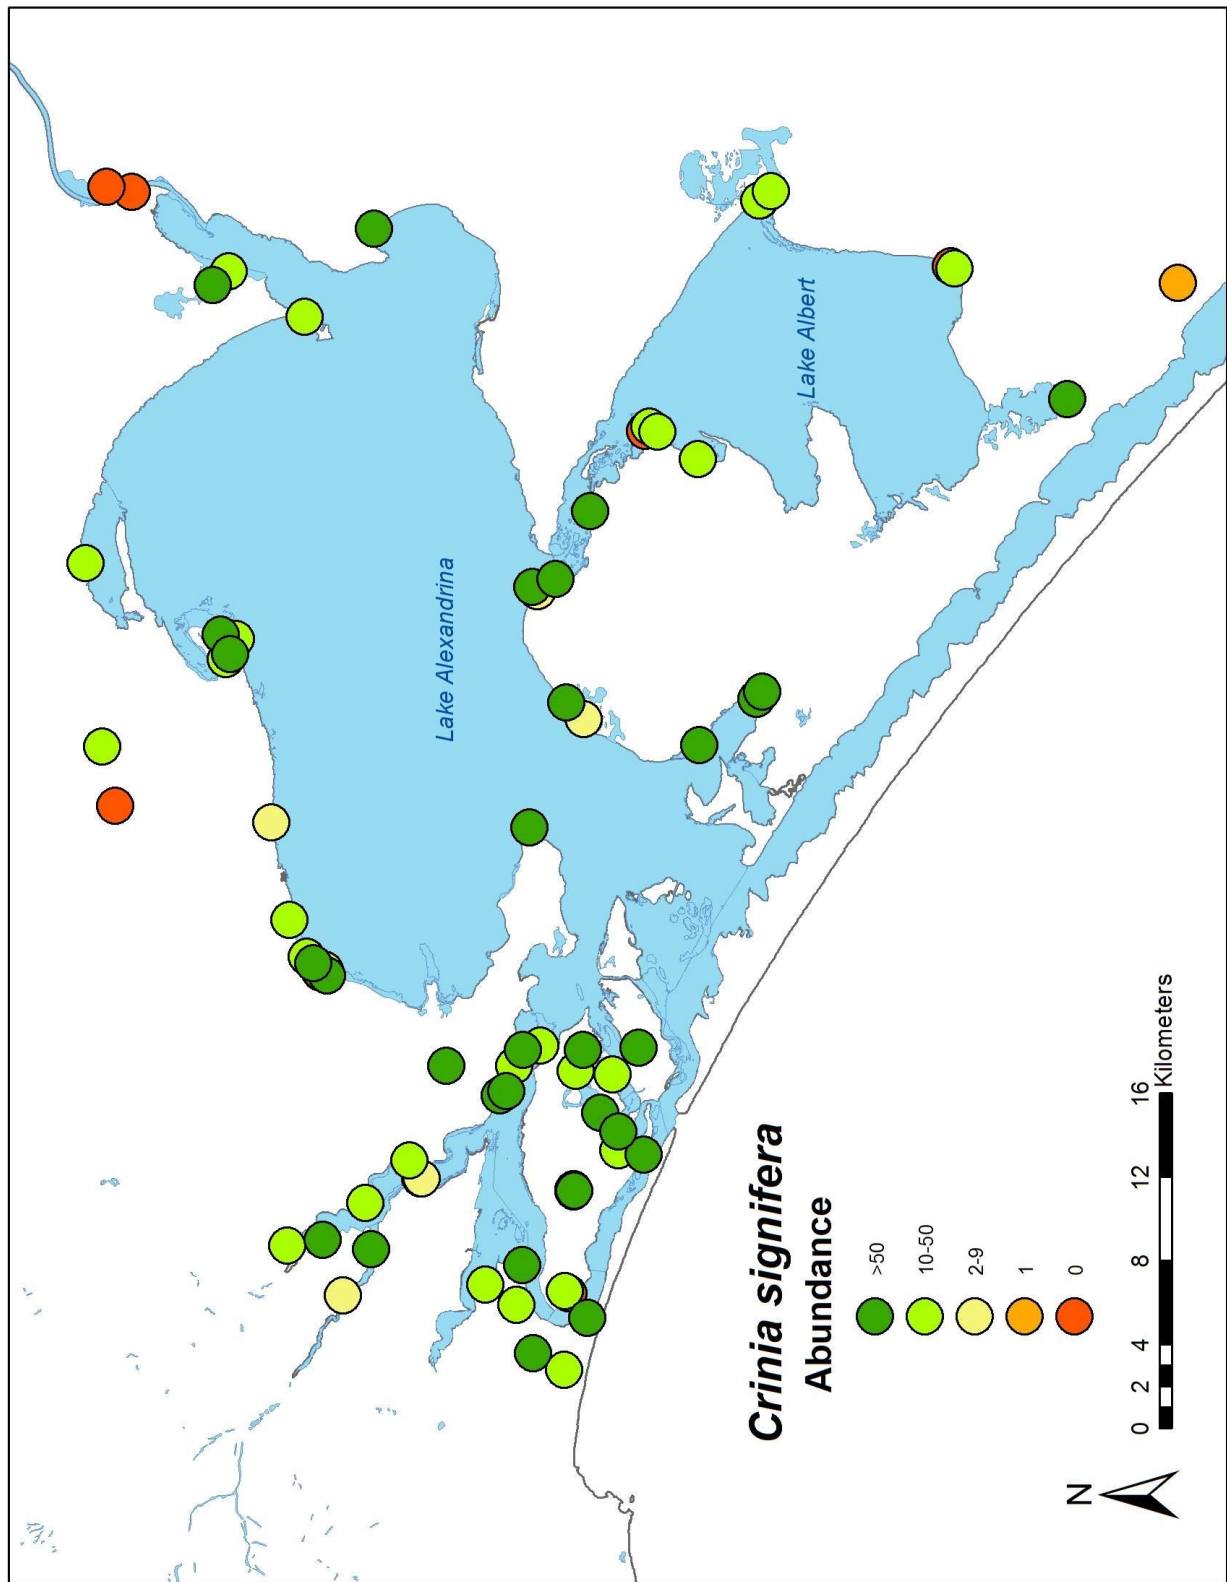 Lake Alexandrina
Lake Albert
Crinia signifera
Abundance
>50
10-50
2-9
1
0
N
0 2 4 8 12 16
Kilometers